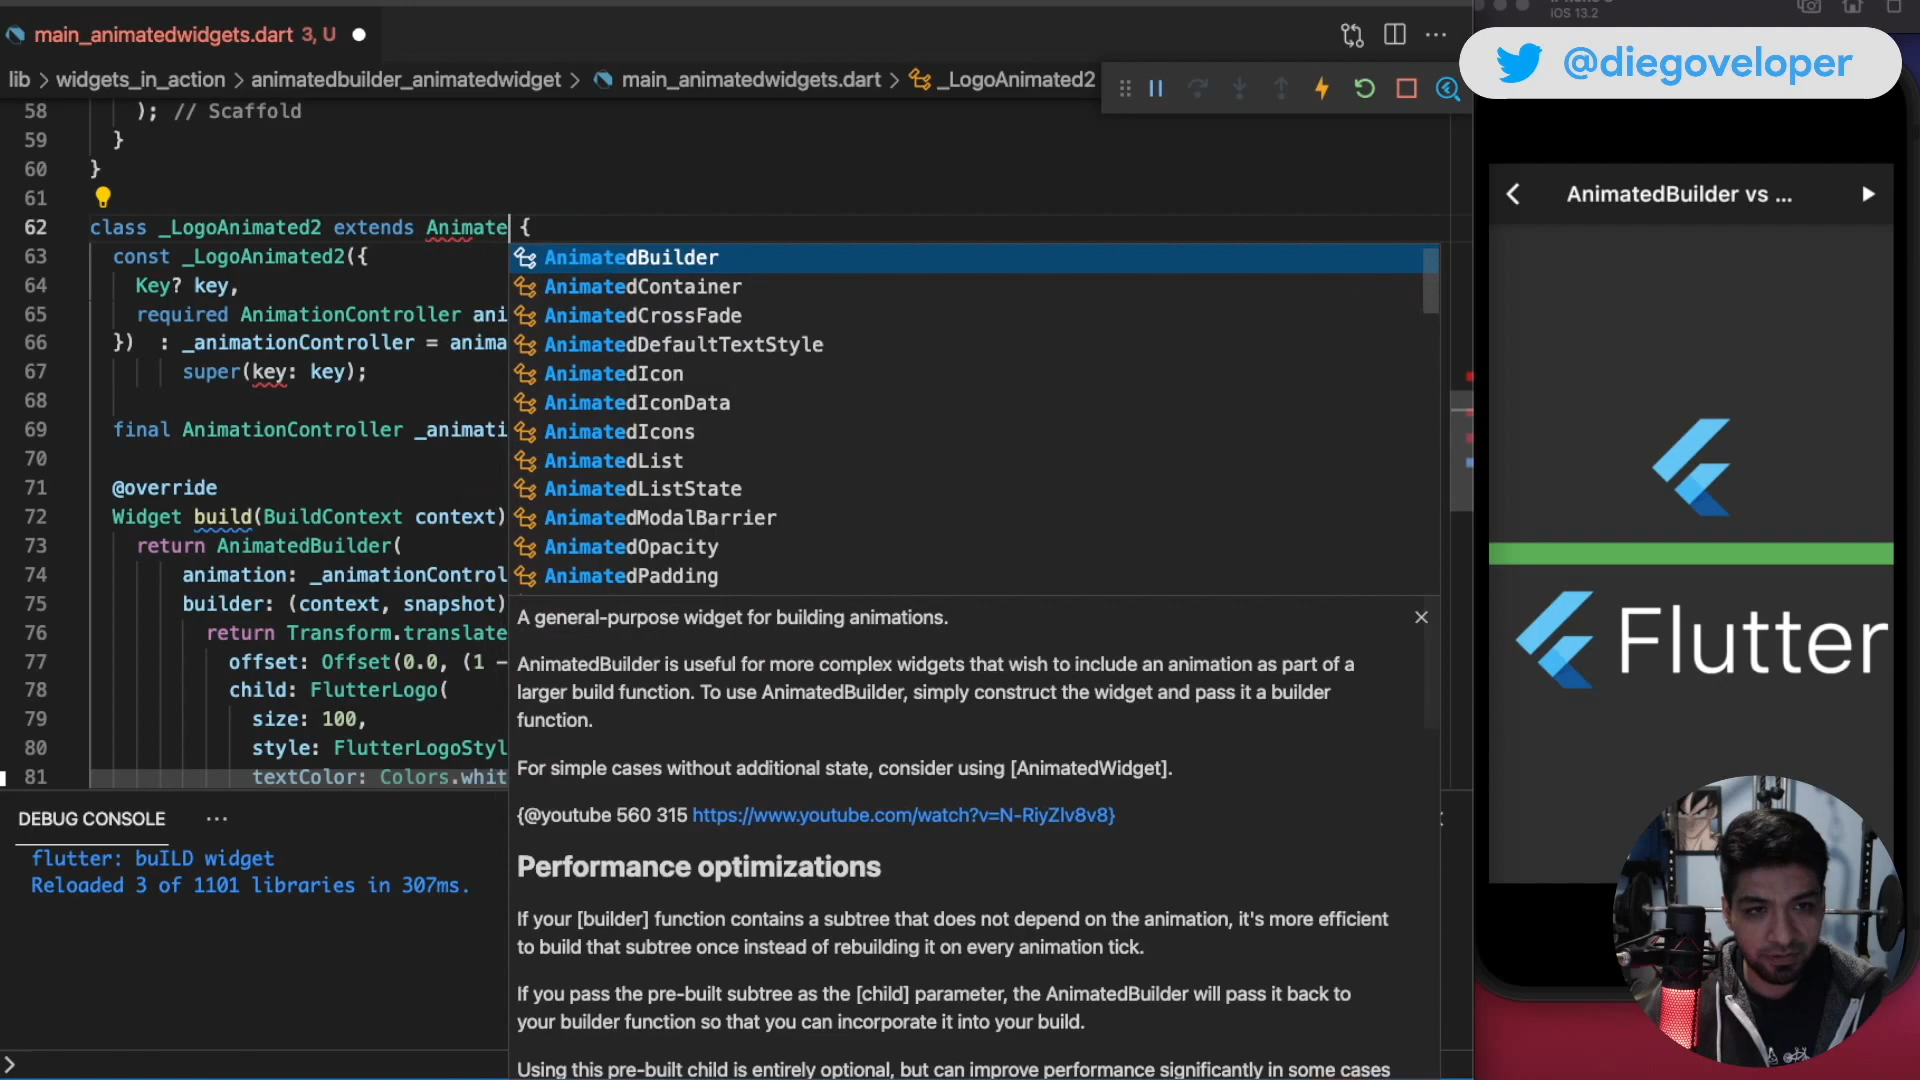 main_animatedwidgets.dart 3, U
iOS 13.2
@diegoveloper
lib > widgets_in_action > animatedbuilder_animatedwidget > main_animatedwidgets.dart > _LogoAnimated2
58 ); // Scaffold
59 }
60 }
61
62 class _LogoAnimated2 extends Animate {
63 const _LogoAnimated2({
64 Key? key,
65 required AnimationController ani
66 }) : _animationController = anima
67 super(key: key);
68
69 final AnimationController _animati
70
71 @override
72 Widget build(BuildContext context)
73 return AnimatedBuilder(
74 animation: _animationControl
75 builder: (context, snapshot)
76 return Transform.translate
77 offset: Offset(0.0, (1 -
78 child: FlutterLogo(
79 size: 100,
80 style: FlutterLogoStyl
81 textColor: Colors.whit
AnimatedBuilder
AnimatedContainer
AnimatedCrossFade
AnimatedDefaultTextStyle
AnimatedIcon
AnimatedIconData
AnimatedIcons
AnimatedList
AnimatedListState
AnimatedModalBarrier
AnimatedOpacity
AnimatedPadding
A general-purpose widget for building animations.
AnimatedBuilder is useful for more complex widgets that wish to include an animation as part of a
larger build function. To use AnimatedBuilder, simply construct the widget and pass it a builder
function.
For simple cases without additional state, consider using [AnimatedWidget].
{@youtube 560 315 https://www.youtube.com/watch?v=N-RiyZlv8v8}
Performance optimizations
If your [builder] function contains a subtree that does not depend on the animation, it's more efficient
to build that subtree once instead of rebuilding it on every animation tick.
If you pass the pre-built subtree as the [child] parameter, the AnimatedBuilder will pass it back to
your builder function so that you can incorporate it into your build.
Using this pre-built child is entirely optional, but can improve performance significantly in some cases
DEBUG CONSOLE
flutter: buILD widget
Reloaded 3 of 1101 libraries in 307ms.
AnimatedBuilder vs ...
Flutter